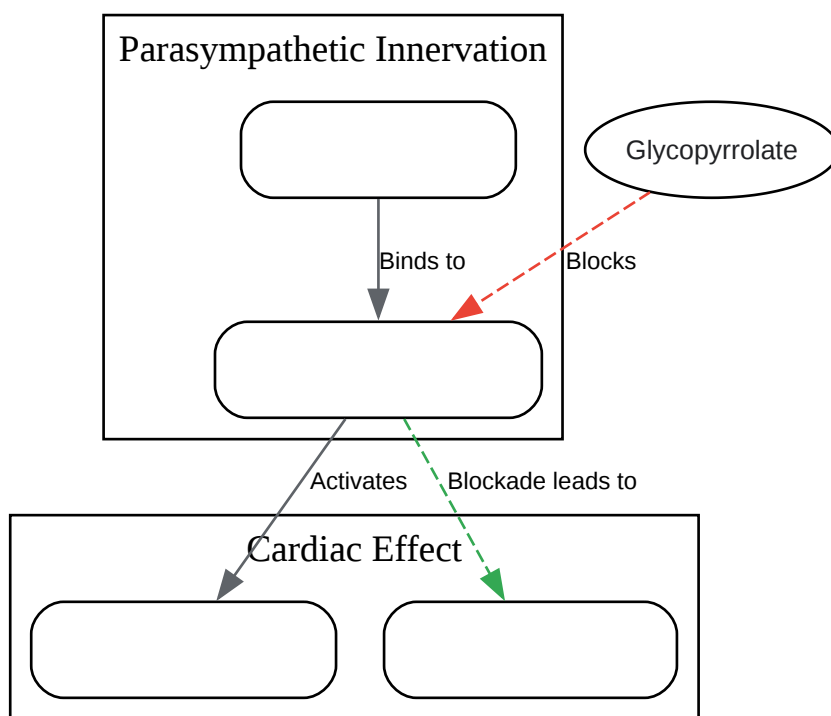 Parasympathetic Innervation
Glycopyrrolate
Binds to
Blocks
Activates
Blockade leads to
Cardiac Effect